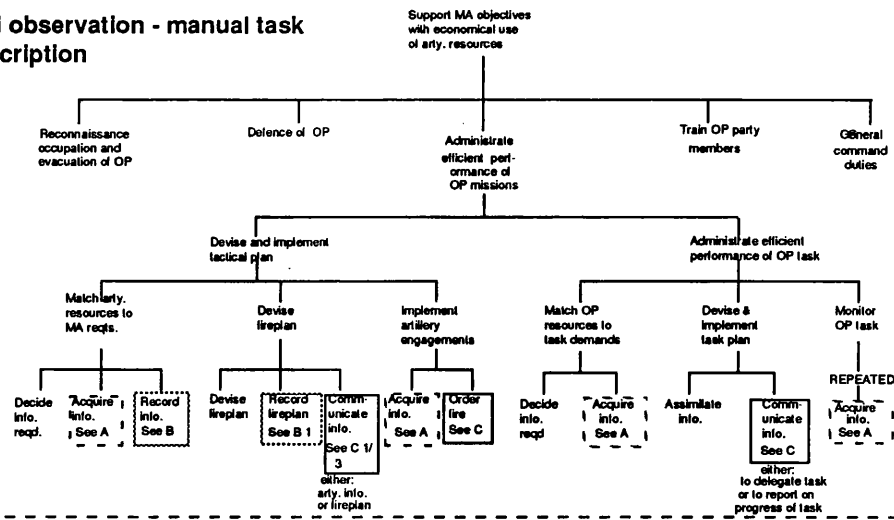 observation - manual task
cription
Support MA objectives
with economical use
of arty. resources
Reconnaissance
occupation and
evacuation of OP
Defence of OP
Administrate
efficient perf-
ormance of
OP missions
Train OP party
members
General
command
duties
Devise and implement
tactical plan
Administrate efficient
performance of OP task
Match arty.
resources to
MA reqts.
Devise
fireplan
Implement
artillery
engagements
Match OP
resources to
task demands
Devise &
implement
task plan
Monitor
OP task
REPEATED
Decide
info.
reqd.
Acquire
info.
See A
Record
info.
See B
Devise
fireplan
Record
fireplan
See B 1
Comm-
unicate
info.
See C 1/
3
either:
arty. info.
or fireplan
Acquire
info.
See A
Order
fire
See C
Decide
info.
reqd
Acquire
info.
See A
Assimilate
info.
Comm-
unicate
info.
See C
either:
to delegate task
or to report on
progress of task
Acquire
info.
See A